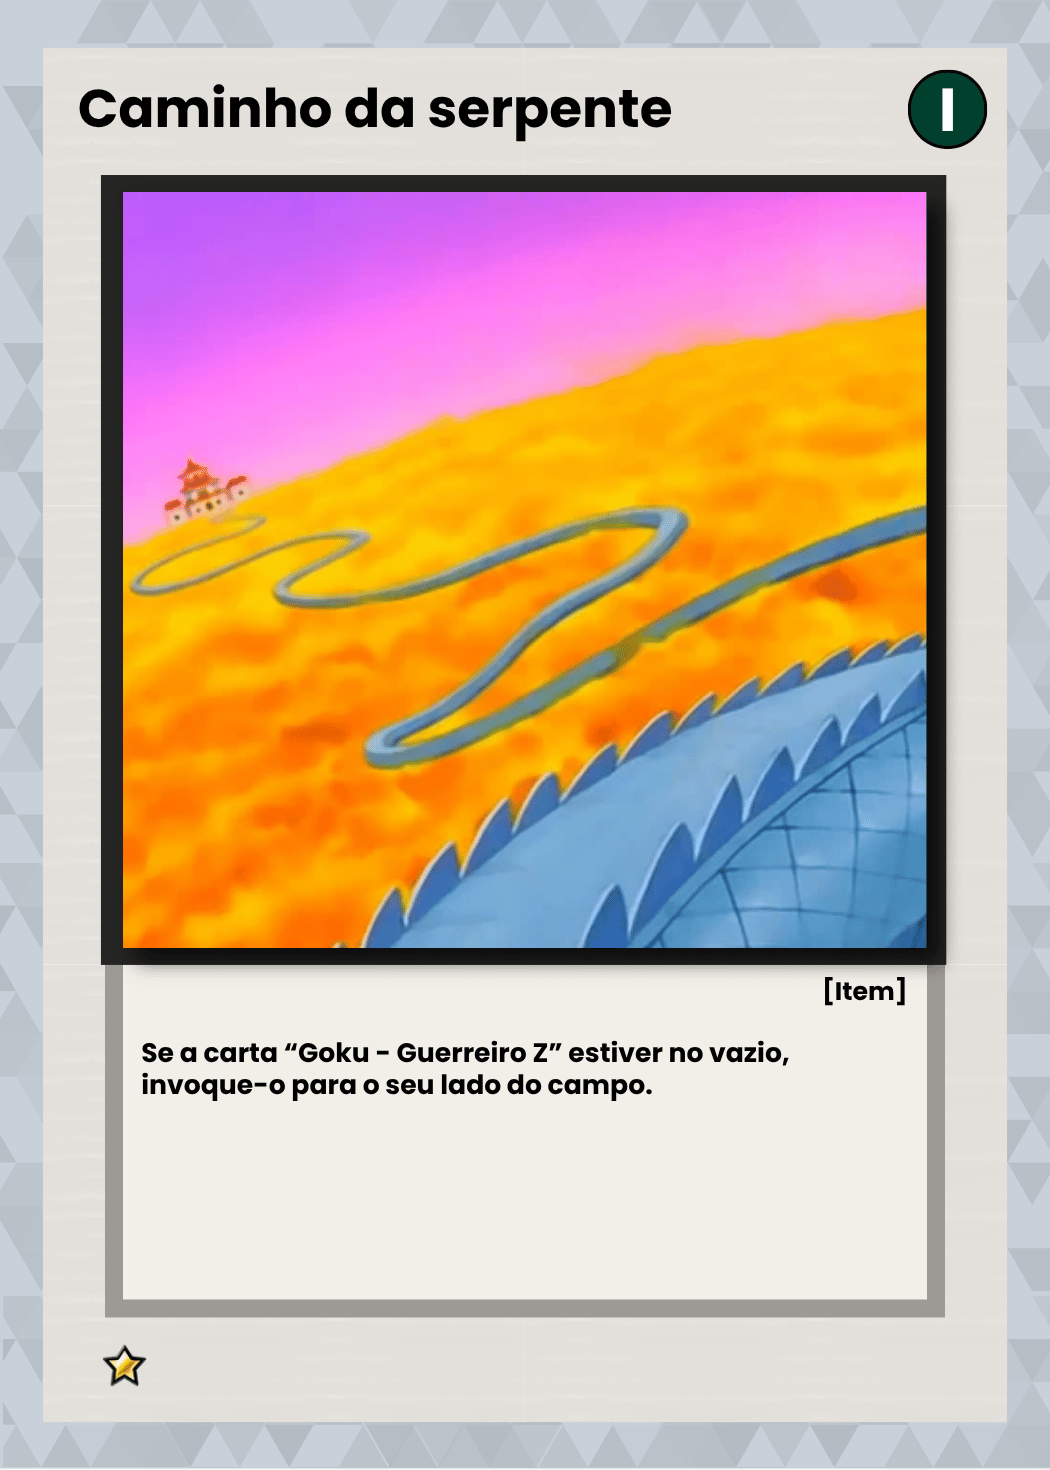 Caminho da serpente
I
[Item]
Se a carta “Goku - Guerreiro Z” estiver no vazio,
invoque-o para o seu lado do campo.